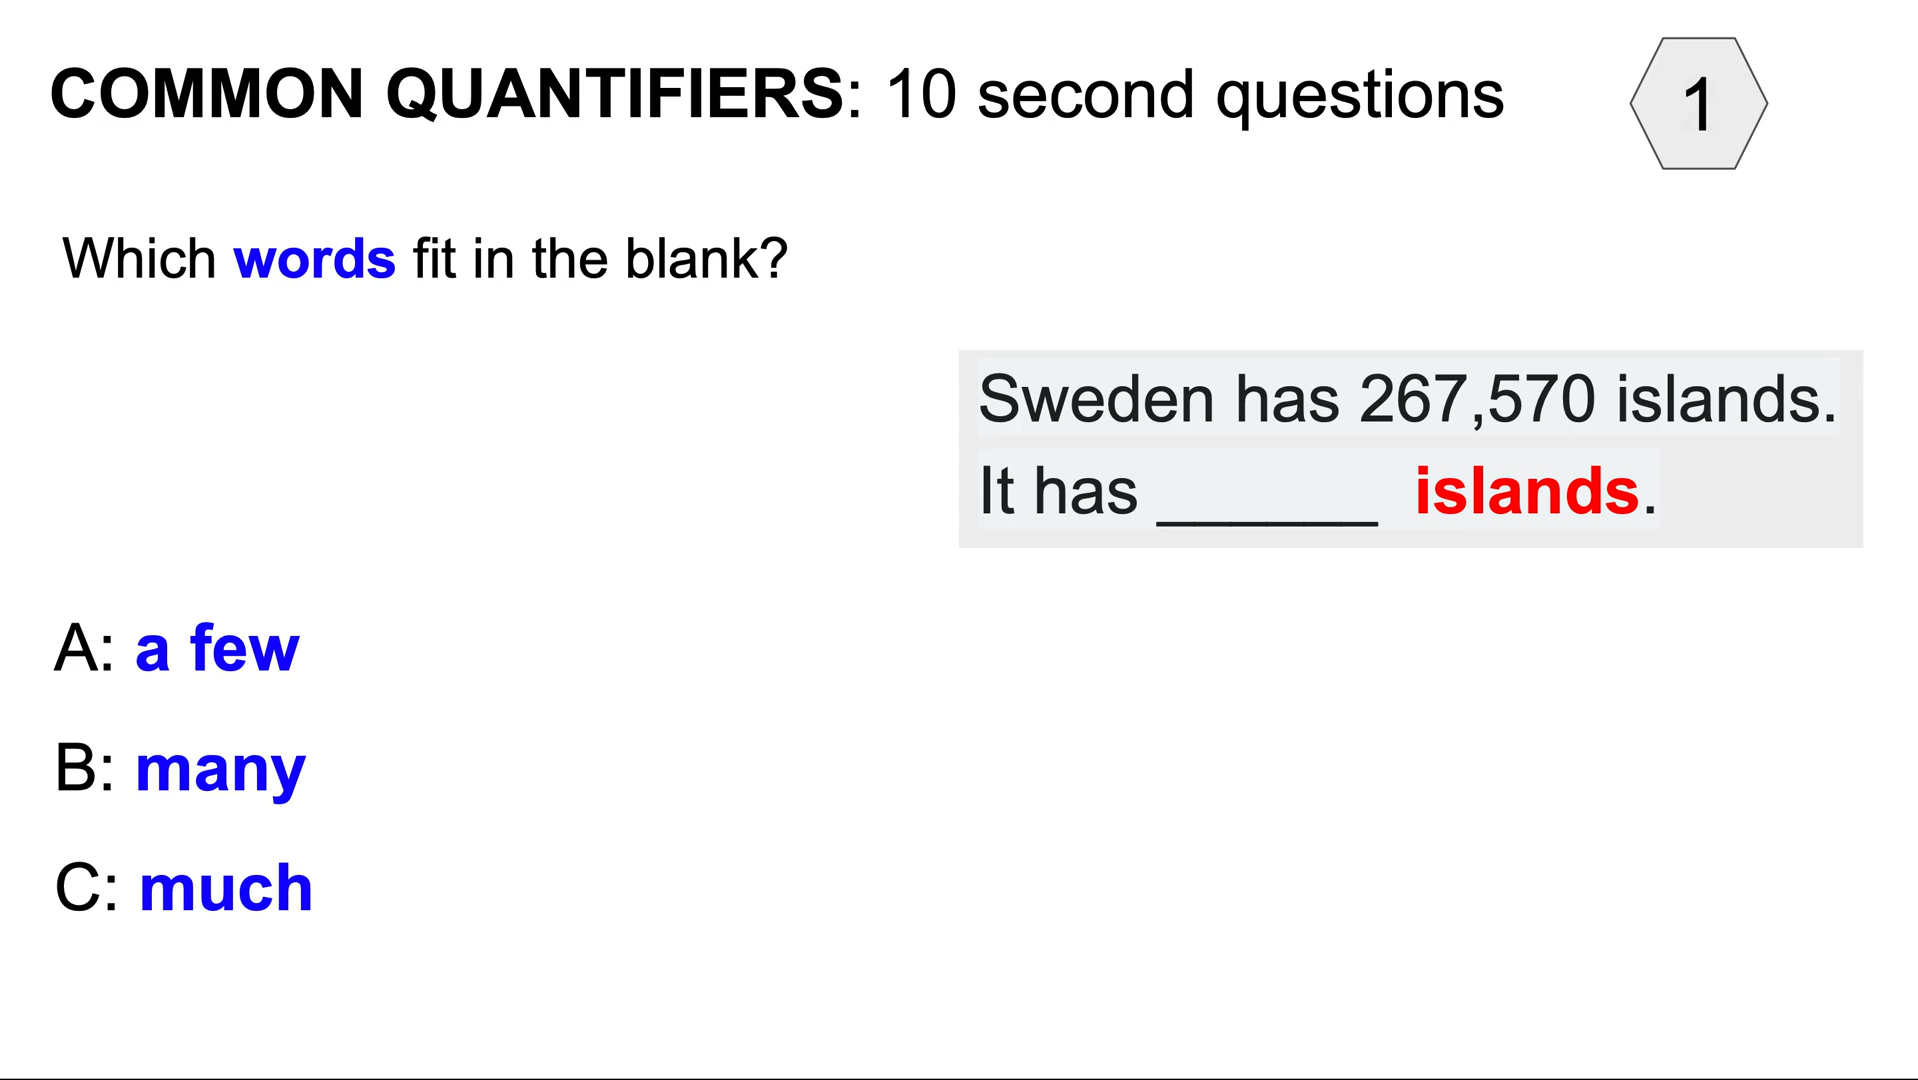 COMMON QUANTIFIERS: 10 second questions
1
Which words fit in the blank?
Sweden has 267,570 islands.
It has ______ islands.
A: a few
B: many
C: much